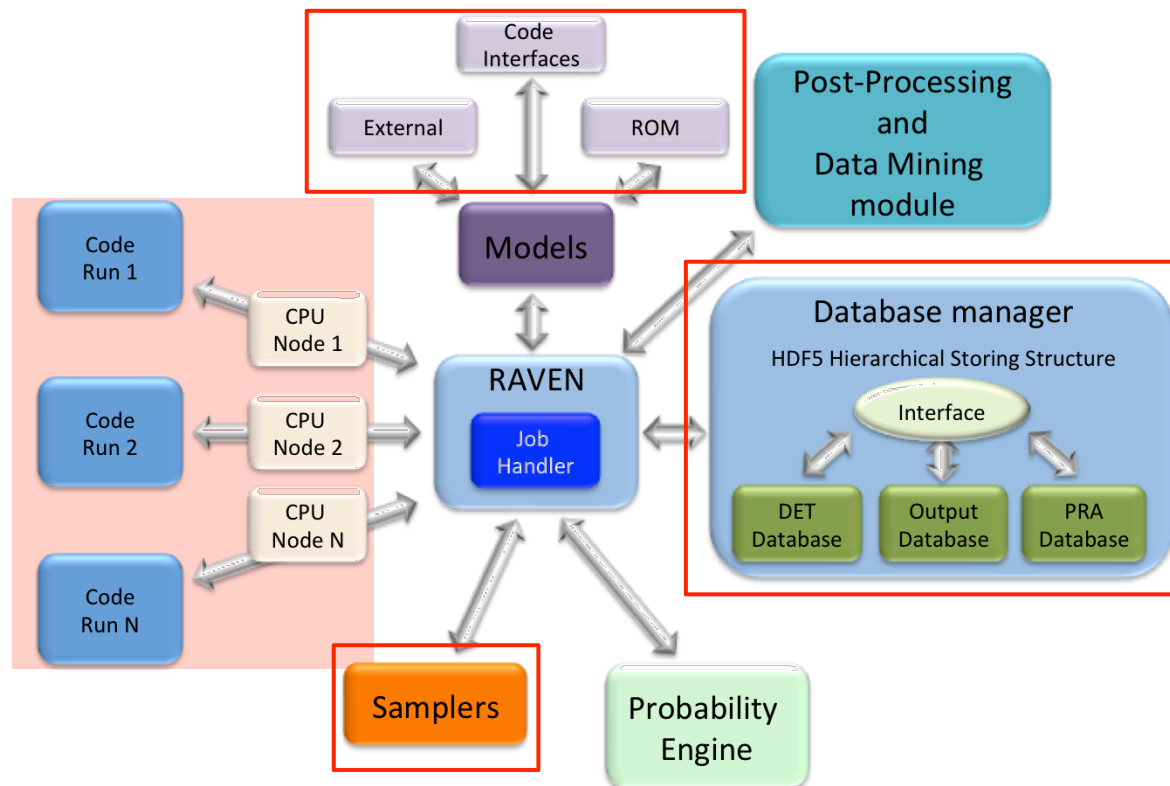 Code
Interfaces
External
ROM
Post-Processing
and
Data Mining
module
Models
Code
Run 1
CPU
Node 1
Code
Run 2
CPU
Node 2
Code
Run N
CPU
Node N
RAVEN
Job
Handler
Database manager
HDF5 Hierarchical Storing Structure
Interface
DET
Database
Output
Database
PRA
Database
Samplers
Probability
Engine